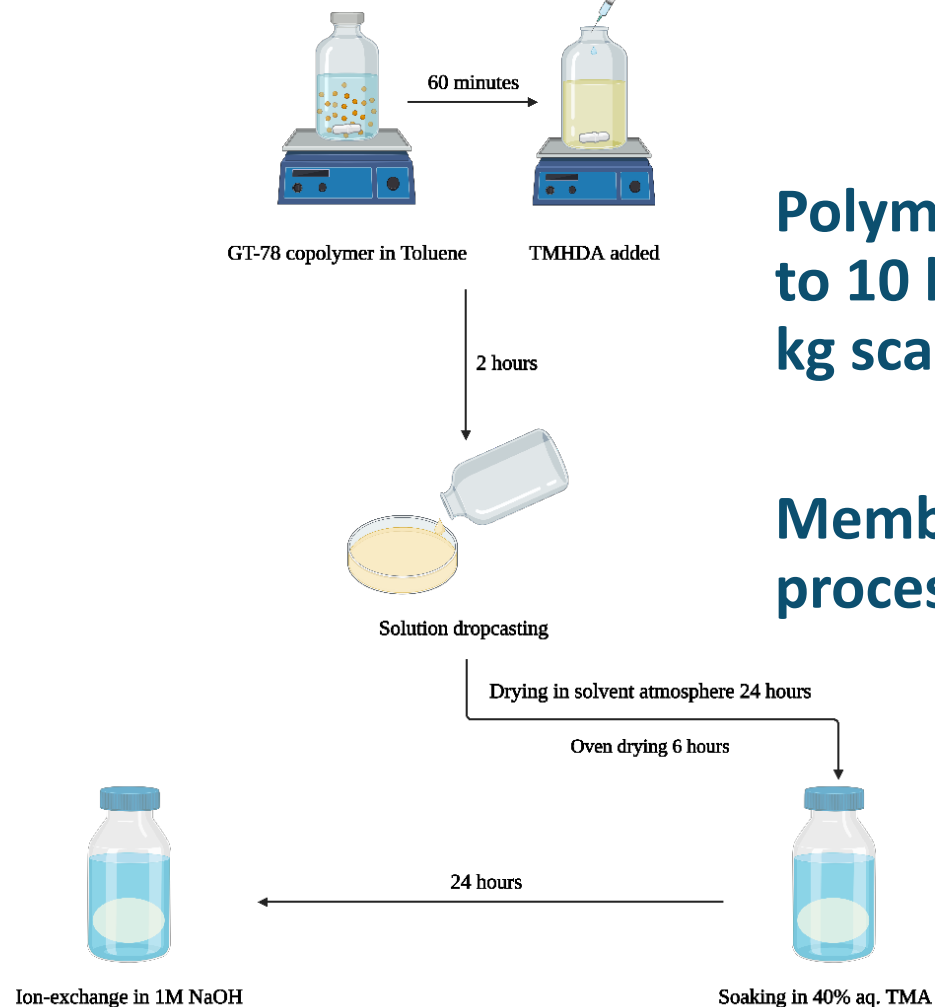 60 minutes
GT-78 copolymer in Toluene
TMHDA added
2 hours
Solution dropcasting
Drying in solvent atmosphere 24 hours
Oven drying 6 hours
24 hours
Ion-exchange in 1M NaOH
Soaking in 40% aq. TMA
Polym
to 10
kg sca
Memb
proces